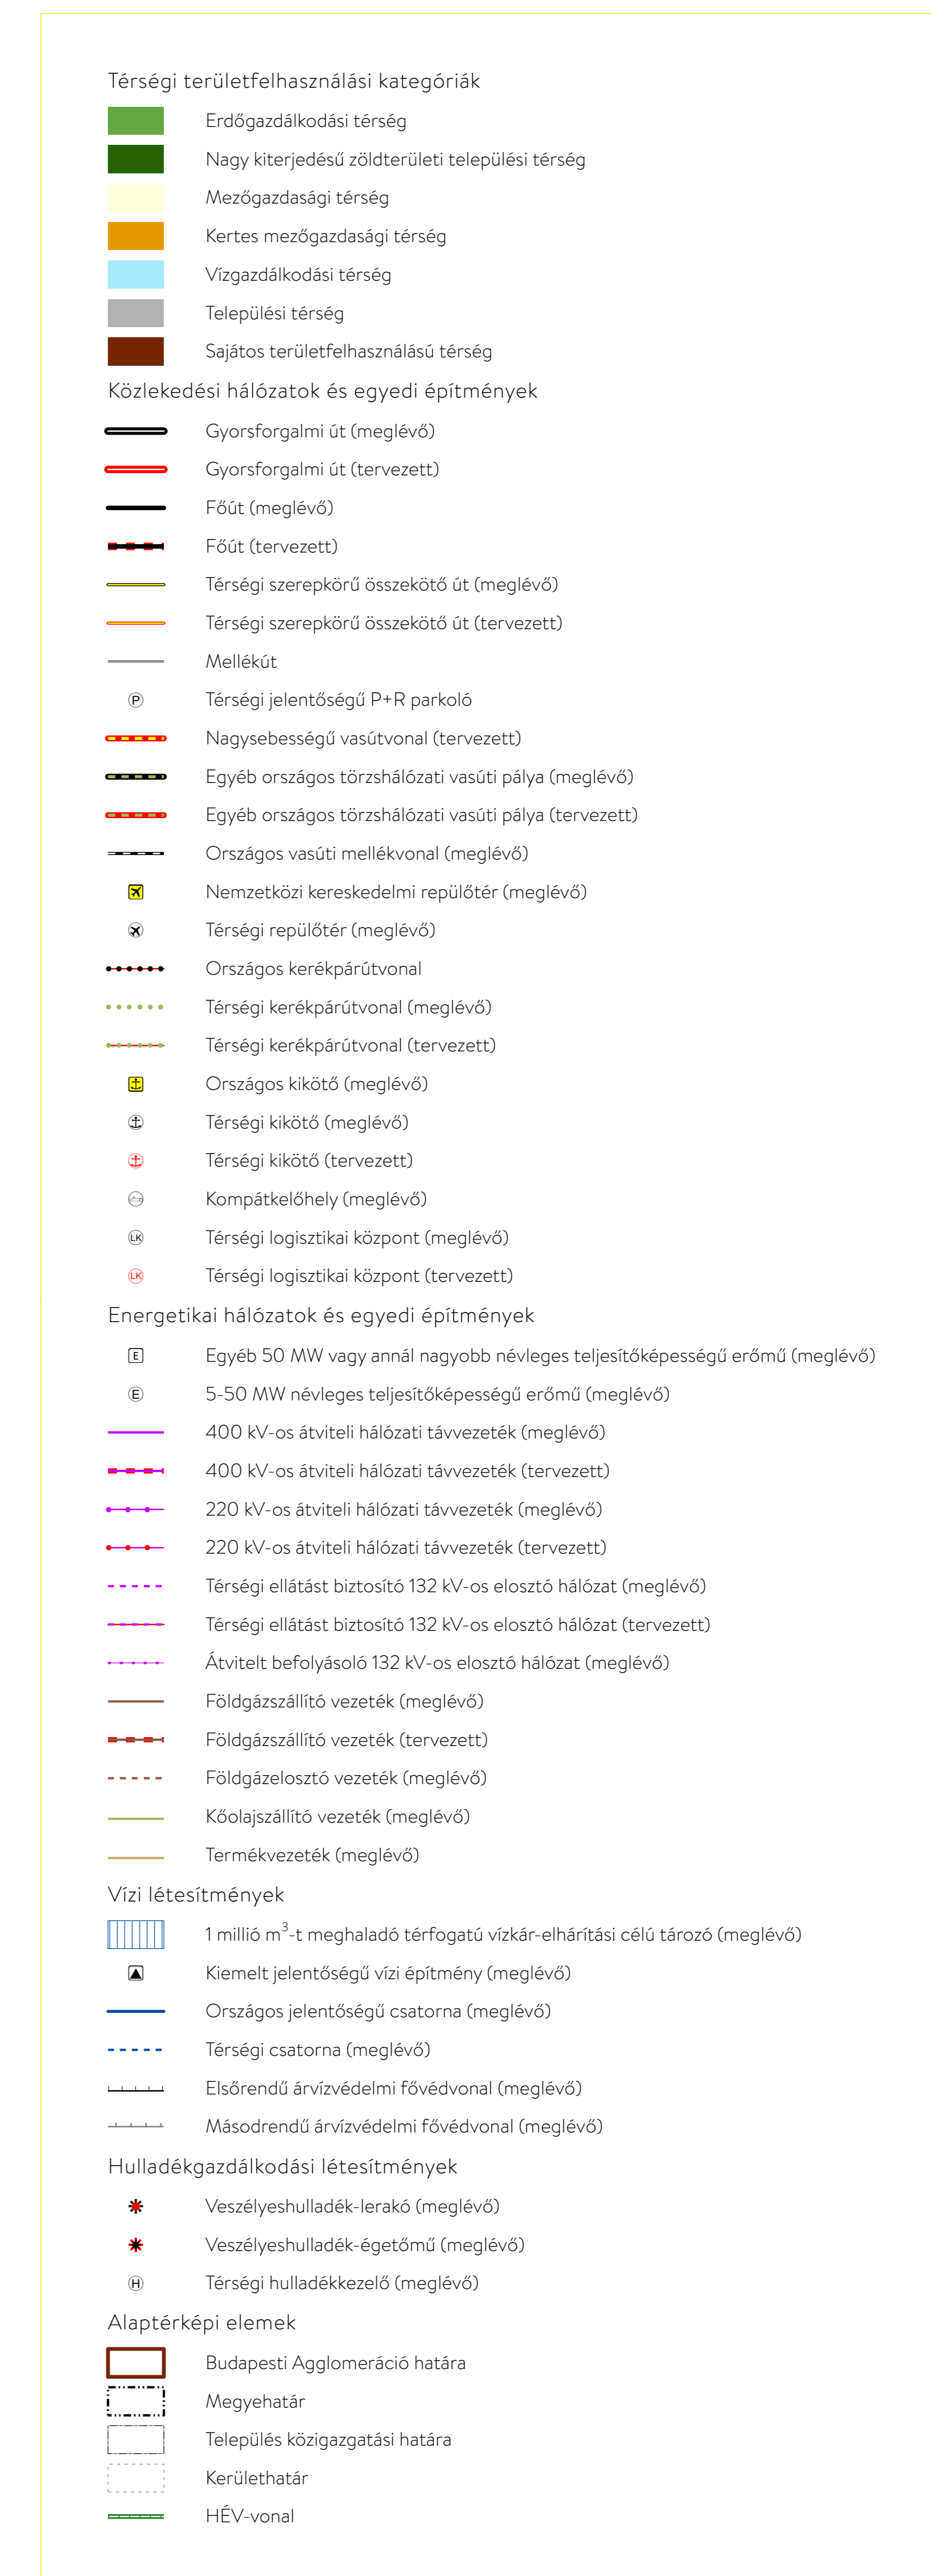 Térségi területfelhasználási kategóriák
Erdőgazdálkodási térség
Nagy kiterjedésű zöldterületi települési térség
Mezőgazdasági térség
Kertes mezőgazdasági térség
Vízgazdálkodási térség
Települési térség
Sajátos területfelhasználású térség
Közlekedési hálózatok és egyedi építmények
Gyorsforgalmi út (meglévő)
Gyorsforgalmi út (tervezett)
Főút (meglévő)
Főút (tervezett)
Térségi szerepkörű összekötő út (meglévő)
Térségi szerepkörű összekötő út (tervezett)
Mellékút
P Térségi jelentőségű P+R parkoló
Nagysebességű vasútvonal (tervezett)
Egyéb országos törzshálózati vasúti pálya (meglévő)
Egyéb országos törzshálózati vasúti pálya (tervezett)
Országos vasúti mellékvonal (meglévő)
Nemzetközi kereskedelmi repülőtér (meglévő)
Térségi repülőtér (meglévő)
Országos kerékpárútvonal
Térségi kerékpárútvonal (meglévő)
Térségi kerékpárútvonal (tervezett)
Országos kikötő (meglévő)
Térségi kikötő (meglévő)
Térségi kikötő (tervezett)
Kompátkelőhely (meglévő)
LK Térségi logisztikai központ (meglévő)
LK Térségi logisztikai központ (tervezett)
Energetikai hálózatok és egyedi építmények
E Egyéb 50 MW vagy annál nagyobb névleges teljesítőképességű erőmű (meglévő)
E 5-50 MW névleges teljesítőképességű erőmű (meglévő)
400 kV-os átviteli hálózati távvezeték (meglévő)
400 kV-os átviteli hálózati távvezeték (tervezett)
220 kV-os átviteli hálózati távvezeték (meglévő)
220 kV-os átviteli hálózati távvezeték (tervezett)
Térségi ellátást biztosító 132 kV-os elosztó hálózat (meglévő)
Térségi ellátást biztosító 132 kV-os elosztó hálózat (tervezett)
Átvitelt befolyásoló 132 kV-os elosztó hálózat (meglévő)
Földgázszállító vezeték (meglévő)
Földgázszállító vezeték (tervezett)
Földgázelosztó vezeték (meglévő)
Kőolajszállító vezeték (meglévő)
Termékvezeték (meglévő)
Vízi létesítmények
1 millió m³-t meghaladó térfogatú vízkár-elhárítási célú tározó (meglévő)
Kiemelt jelentőségű vízi építmény (meglévő)
Országos jelentőségű csatorna (meglévő)
Térségi csatorna (meglévő)
Elsőrendű árvízvédelmi fővédvonal (meglévő)
Másodrendű árvízvédelmi fővédvonal (meglévő)
Hulladékgazdálkodási létesítmények
Veszélyeshulladék-lerakó (meglévő)
Veszélyeshulladék-égetőmű (meglévő)
H Térségi hulladékkezelő (meglévő)
Alaptérképi elemek
Budapesti Agglomeráció határa
Megyehatár
Település közigazgatási határa
Kerülethatár
HÉV-vonal